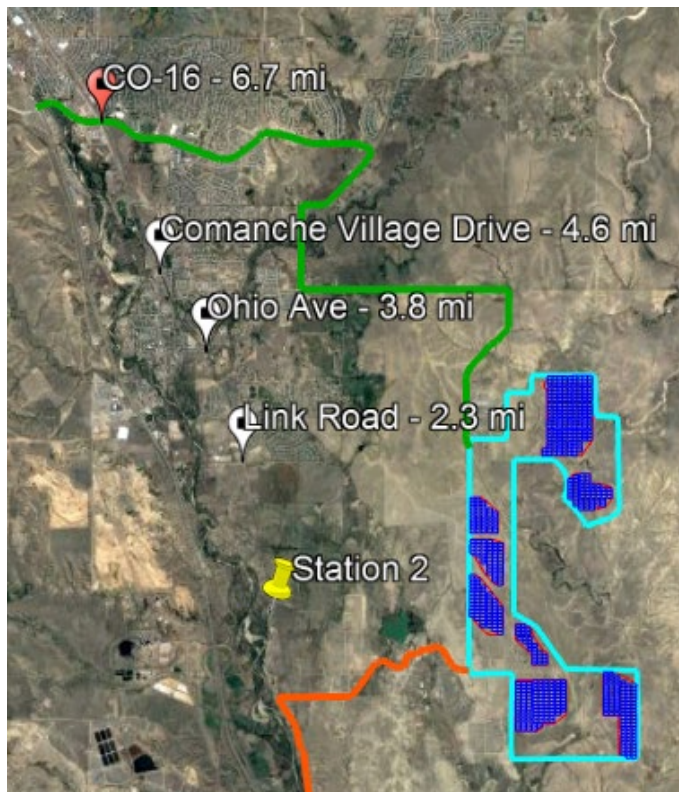 CO-16 - 6.7 mi
Comanche Village Drive - 4.6 mi
Ohio Ave - 3.8 mi
Link Road - 2.3 mi
Station 2